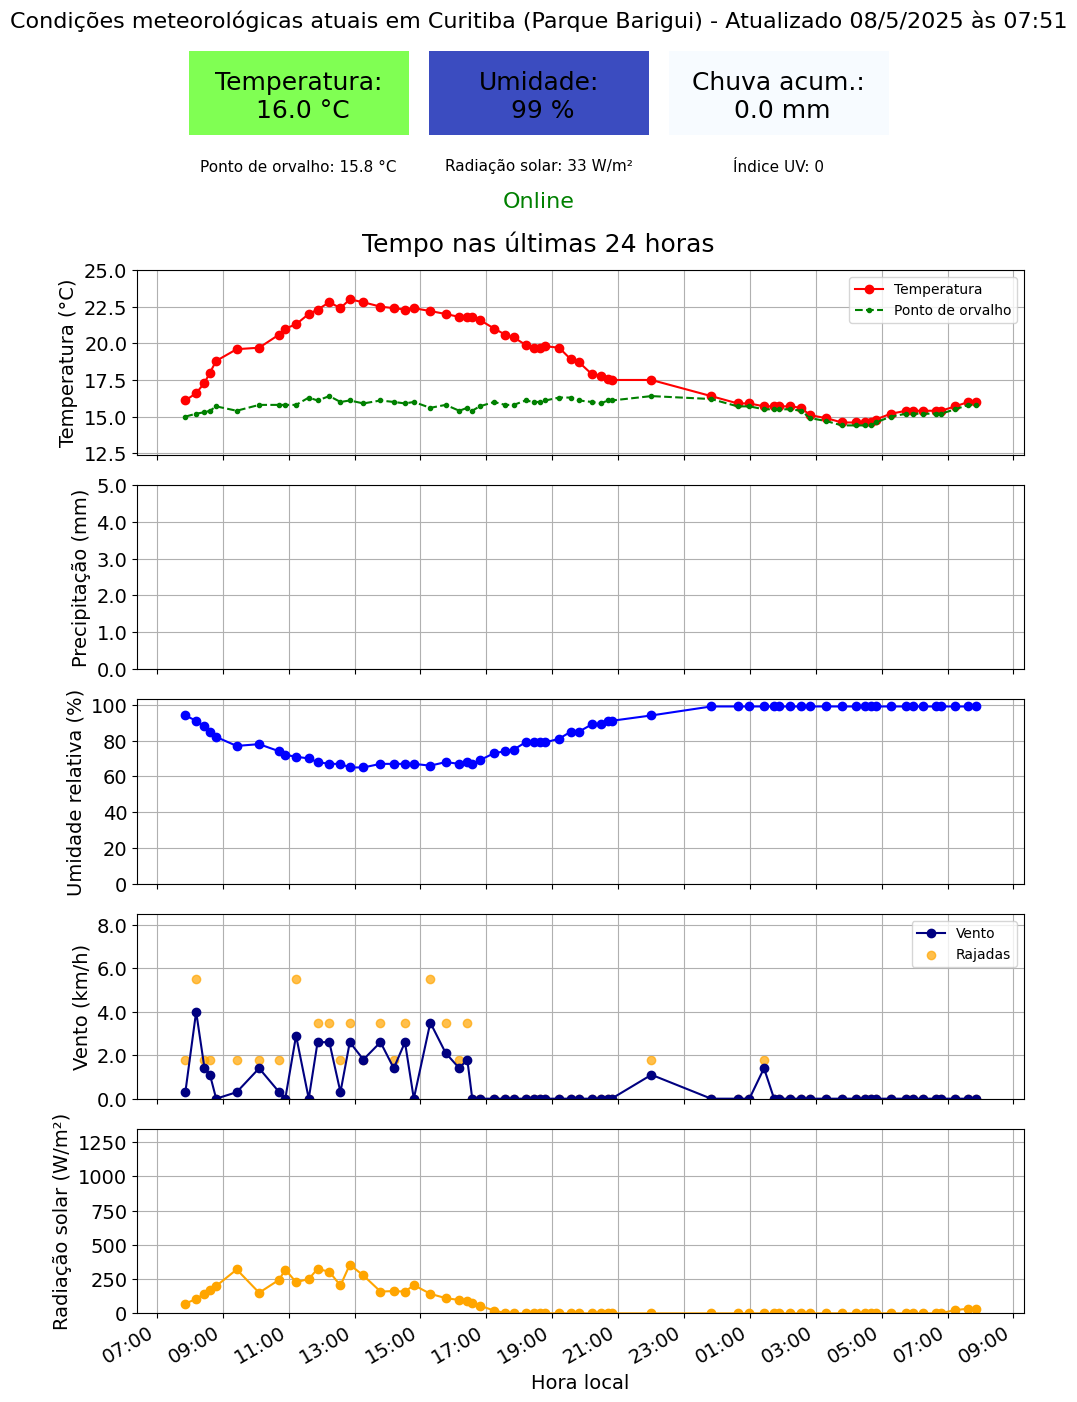 Condições meteorológicas atuais em Curitiba (Parque Barigui) - Atualizado 08/5/2025 às 07:51
Temperatura:
16.0 °C
Umidade:
99 %
Chuva acum.:
0.0 mm
Ponto de orvalho: 15.8 °C
Radiação solar: 33 W/m²
Índice UV: 0
Online
Tempo nas últimas 24 horas
Temperatura (°C)
25.0
22.5
20.0
17.5
15.0
12.5
Temperatura
Ponto de orvalho
Precipitação (mm)
5.0
4.0
3.0
2.0
1.0
0.0
Umidade relativa (%)
100
80
60
40
20
0
Vento (km/h)
8.0
6.0
4.0
2.0
0.0
Vento
Rajadas
Radiação solar (W/m²)
1250
1000
750
500
250
0
07:00
09:00
11:00
13:00
15:00
17:00
19:00
21:00
23:00
01:00
03:00
05:00
07:00
09:00
Hora local